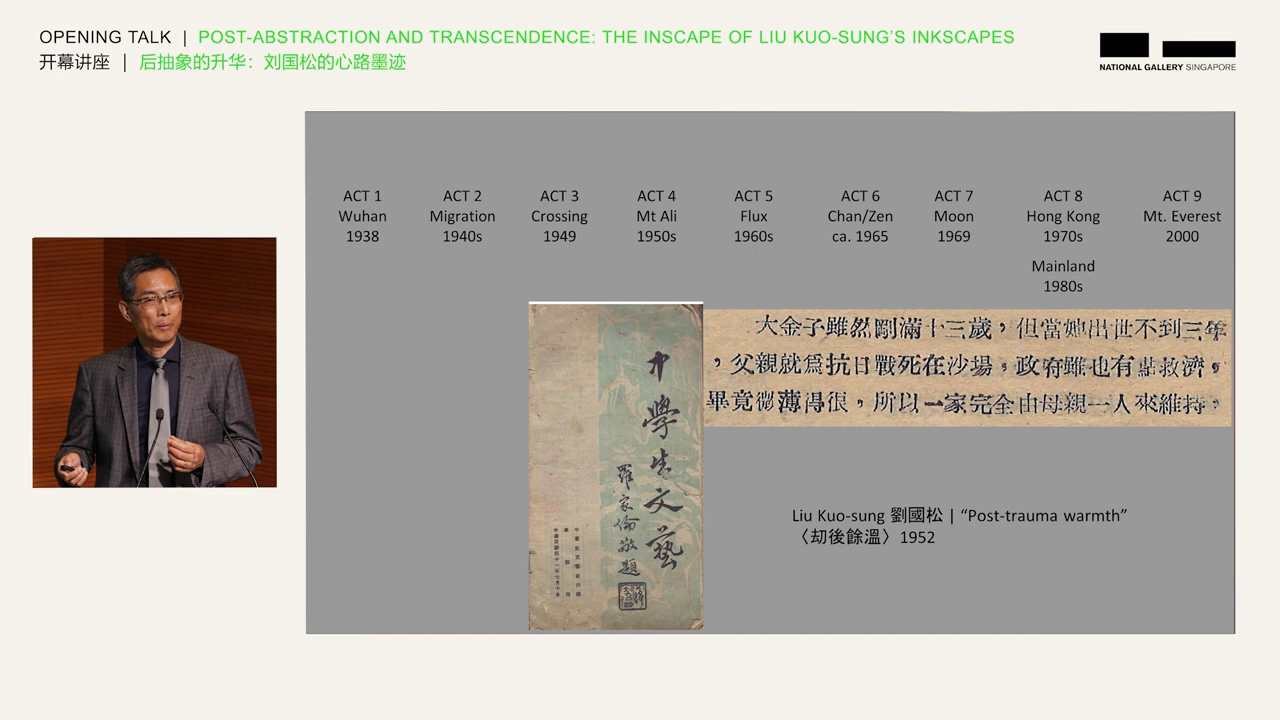 OPENING TALK | POST-ABSTRACTION AND TRANSCENDENCE: THE INSCAPE OF LIU KUO-SUNG'S INKSCAPES
开幕讲座 | 后抽象的升华：刘国松的心路墨迹
NATIONAL GALLERY SINGAPORE
ACT 1
Wuhan
1938
ACT 2
Migration
1940s
ACT 3
Crossing
1949
ACT 4
Mt Ali
1950s
ACT 5
Flux
1960s
ACT 6
Chan/Zen
ca. 1965
ACT 7
Moon
1969
ACT 8
Hong Kong
1970s
Mainland
1980s
ACT 9
Mt. Everest
2000
中學生文藝
羅家倫敬題
大金子雖然剛滿十三歲，但當她出世不到三年
，父親就為抗日戰死在沙場，政府雖也有點救濟，
畢竟微薄得很，所以一家完全由母親一人來維持。
Liu Kuo-sung 劉國松 | “Post-trauma warmth”
〈刧後餘溫〉1952